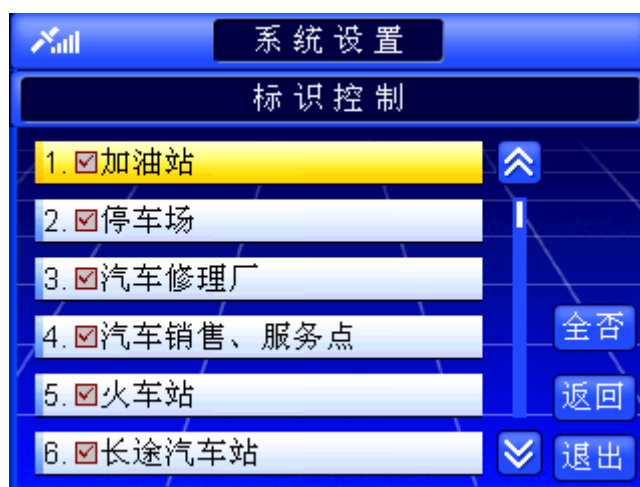 系统设置
标识控制
1.加油站
2.停车场
3.汽车修理厂
4.汽车销售、服务点
全否
5.火车站
返回
6.长途汽车站
退出